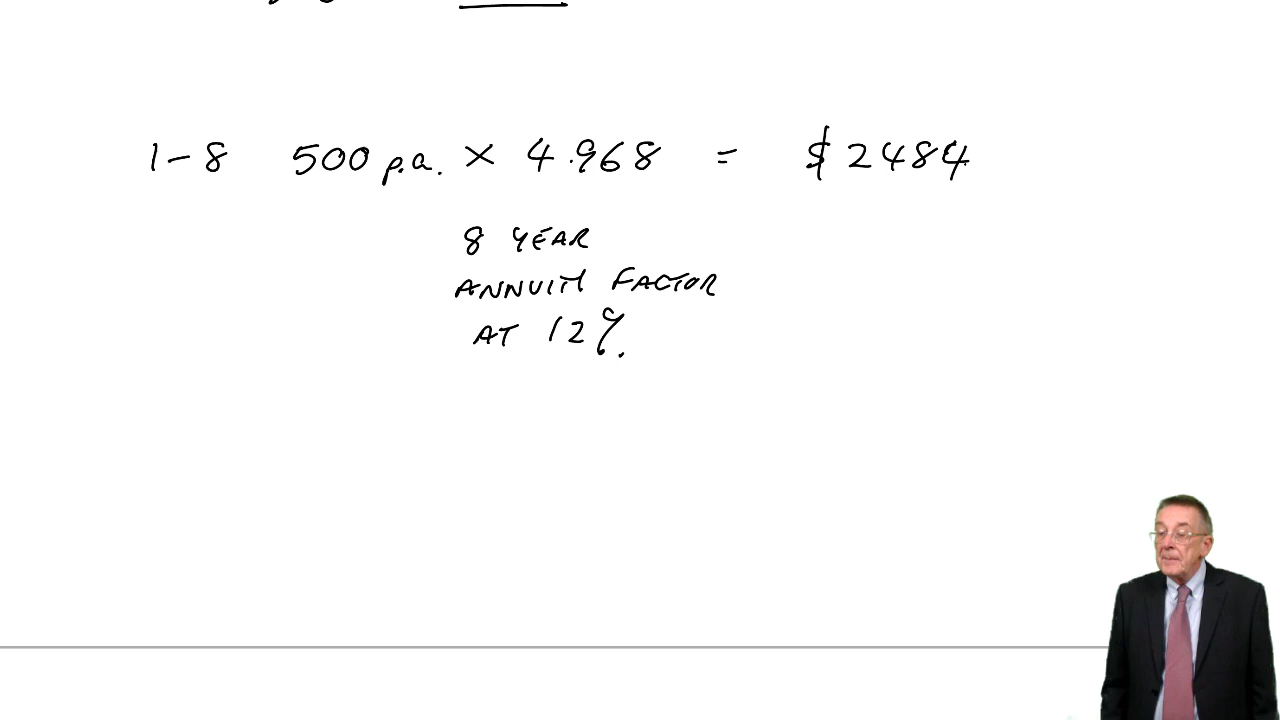 1-8 500 p.a. × 4.968 = $2484
8 YEAR
ANNUITY FACTOR
AT 12%.